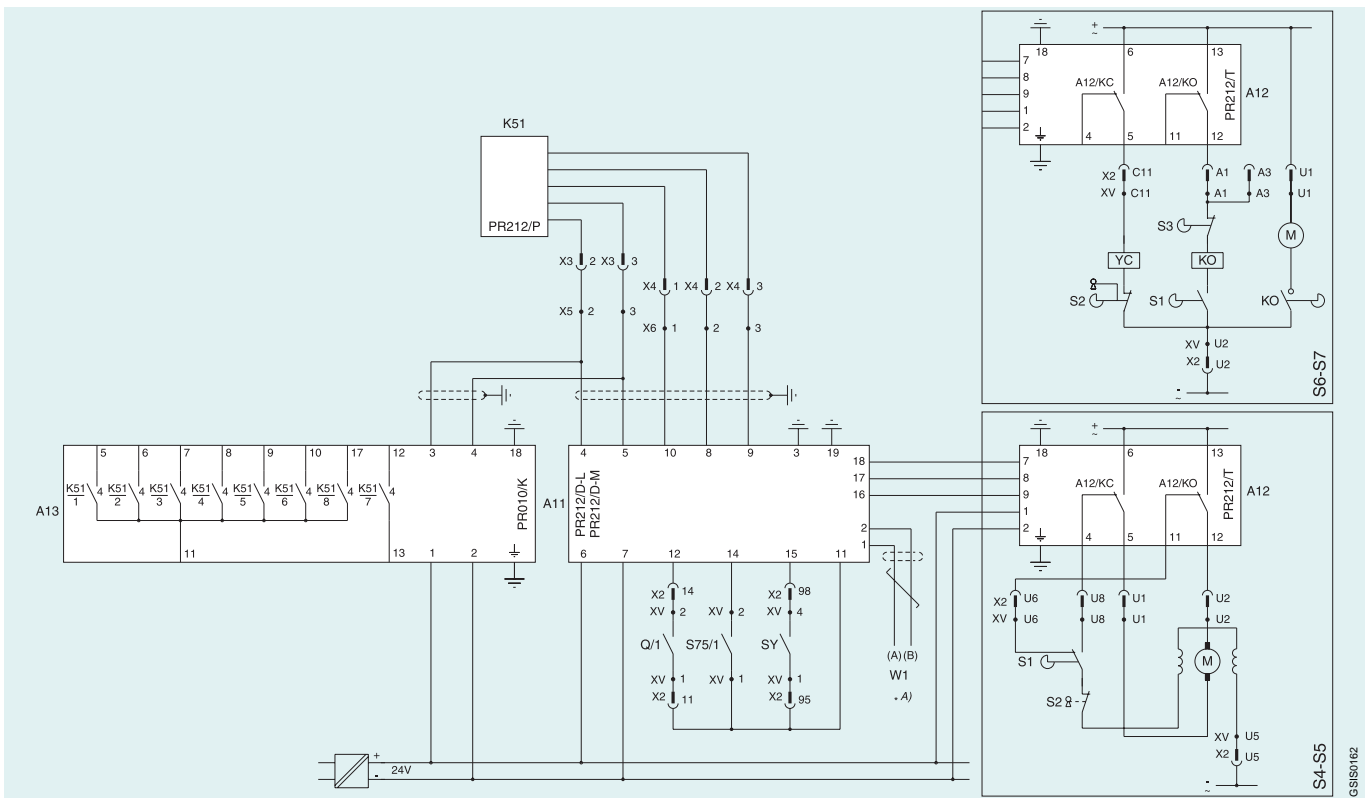 +
~
18
6
13
7
8
9
1
2
A12/KC
A12/KO
PR212/T
A12
4
5
11
12
X2 C11
XV C11
A1
A1
A3
A3
U1
U1
S3
M
YC
KO
S2
S1
KO
XV U2
X2 U2
-
~
S6-S7
K51
PR212/P
X3 2
X3 3
X4 1
X4 2
X4 3
X5 2
3
X6 1
2
3
A13
5
6
7
8
9
10
17
12
3
4
18
K51
1
4
K51
2
4
K51
3
4
K51
4
4
K51
5
4
K51
6
4
K51
8
4
K51
7
4
PR010/K
11
13
1
2
A11
4
5
10
8
9
3
19
PR212/D-L
PR212/D-M
18
17
16
2
1
6
7
12
14
15
11
X2 14
XV 2
Q/1
XV 1
X2 11
XV 2
S75/1
XV 1
X2 98
XV 4
SY
XV 1
X2 95
(A) (B)
W1
*A)
+
24V
-
+
~
18
6
13
7
8
9
1
2
A12/KC
A12/KO
PR212/T
A12
4
5
11
12
X2 U6
XV U6
U8
U8
U1
U1
U2
U2
S1
S2
M
XV U5
X2 U5
-
~
S4-S5
GSIS0162